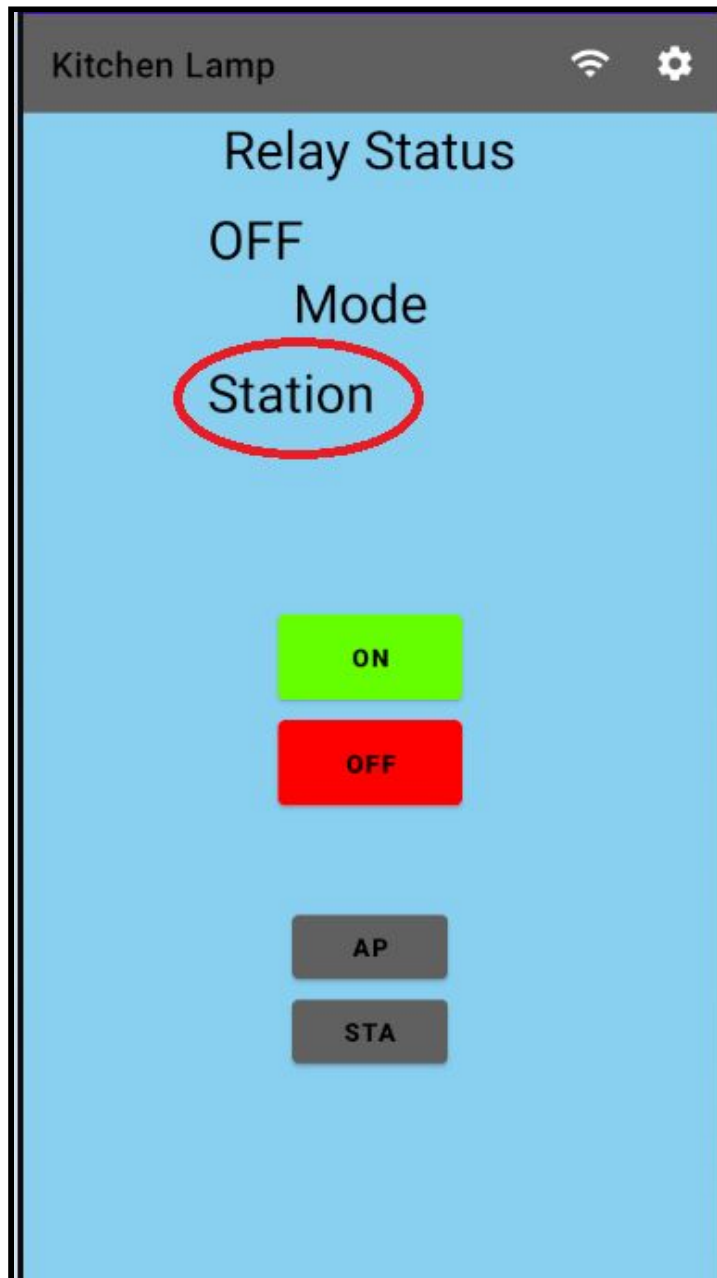 Kitchen Lamp
Relay Status
OFF
Mode
Station
ON
OFF
AP
STA